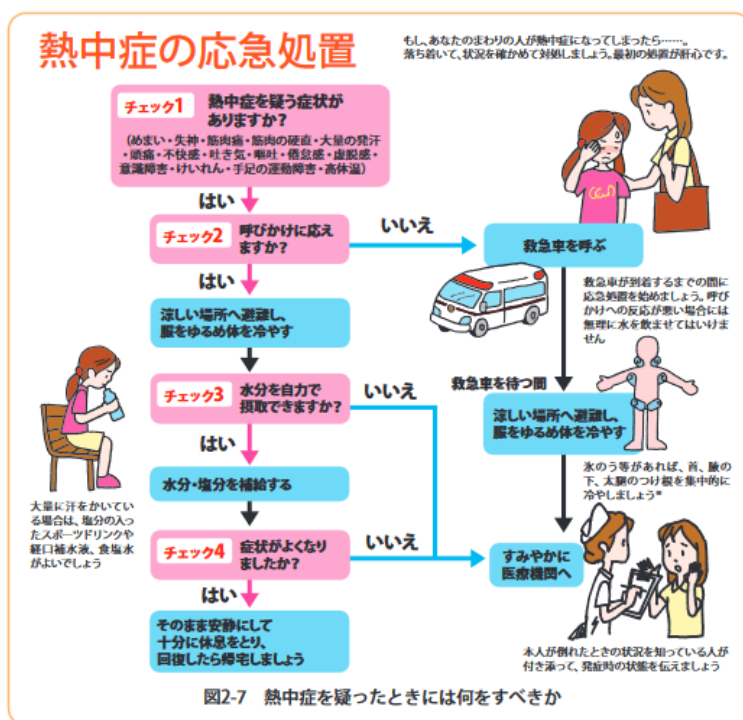 熱中症の応急処置
もし、あなたのまわりの人が熱中症になってしまったら……。
落ち着いて、状況を確かめて対処しましょう。最初の処置が肝心です。
チェック1
熱中症を疑う症状が
ありますか？
（めまい・失神・筋肉痛・筋肉の硬直・大量の発汗
・頭痛・不快感・吐き気・嘔吐・倦怠感・虚脱感・
意識障害・けいれん・手足の運動障害・高体温）
はい
チェック2
呼びかけに応え
ますか？
いいえ
救急車を呼ぶ
はい
救急車が到着するまでの間に
応急処置を始めましょう。呼び
かけへの反応が悪い場合には
無理に水を飲ませてはいけま
せん
涼しい場所へ避難し、
服をゆるめ体を冷やす
チェック3
水分を自力で
摂取できますか？
いいえ
救急車を待つ間
涼しい場所へ避難し、
服をゆるめ体を冷やす
はい
氷のう等があれば、首、腋の
下、太腿のつけ根を集中的に
冷やしましょう※
水分・塩分を補給する
大量に汗をかいてい
る場合は、塩分の入っ
たスポーツドリンクや
経口補水液、食塩水
がよいでしょう
チェック4
症状がよくなり
ましたか？
いいえ
すみやかに
医療機関へ
はい
そのまま安静にして
十分に休息をとり、
回復したら帰宅しましょう
本人が倒れたときの状況を知っている人が
付き添って、発症時の状態を伝えましょう
図2-7 熱中症を疑ったときには何をすべきか